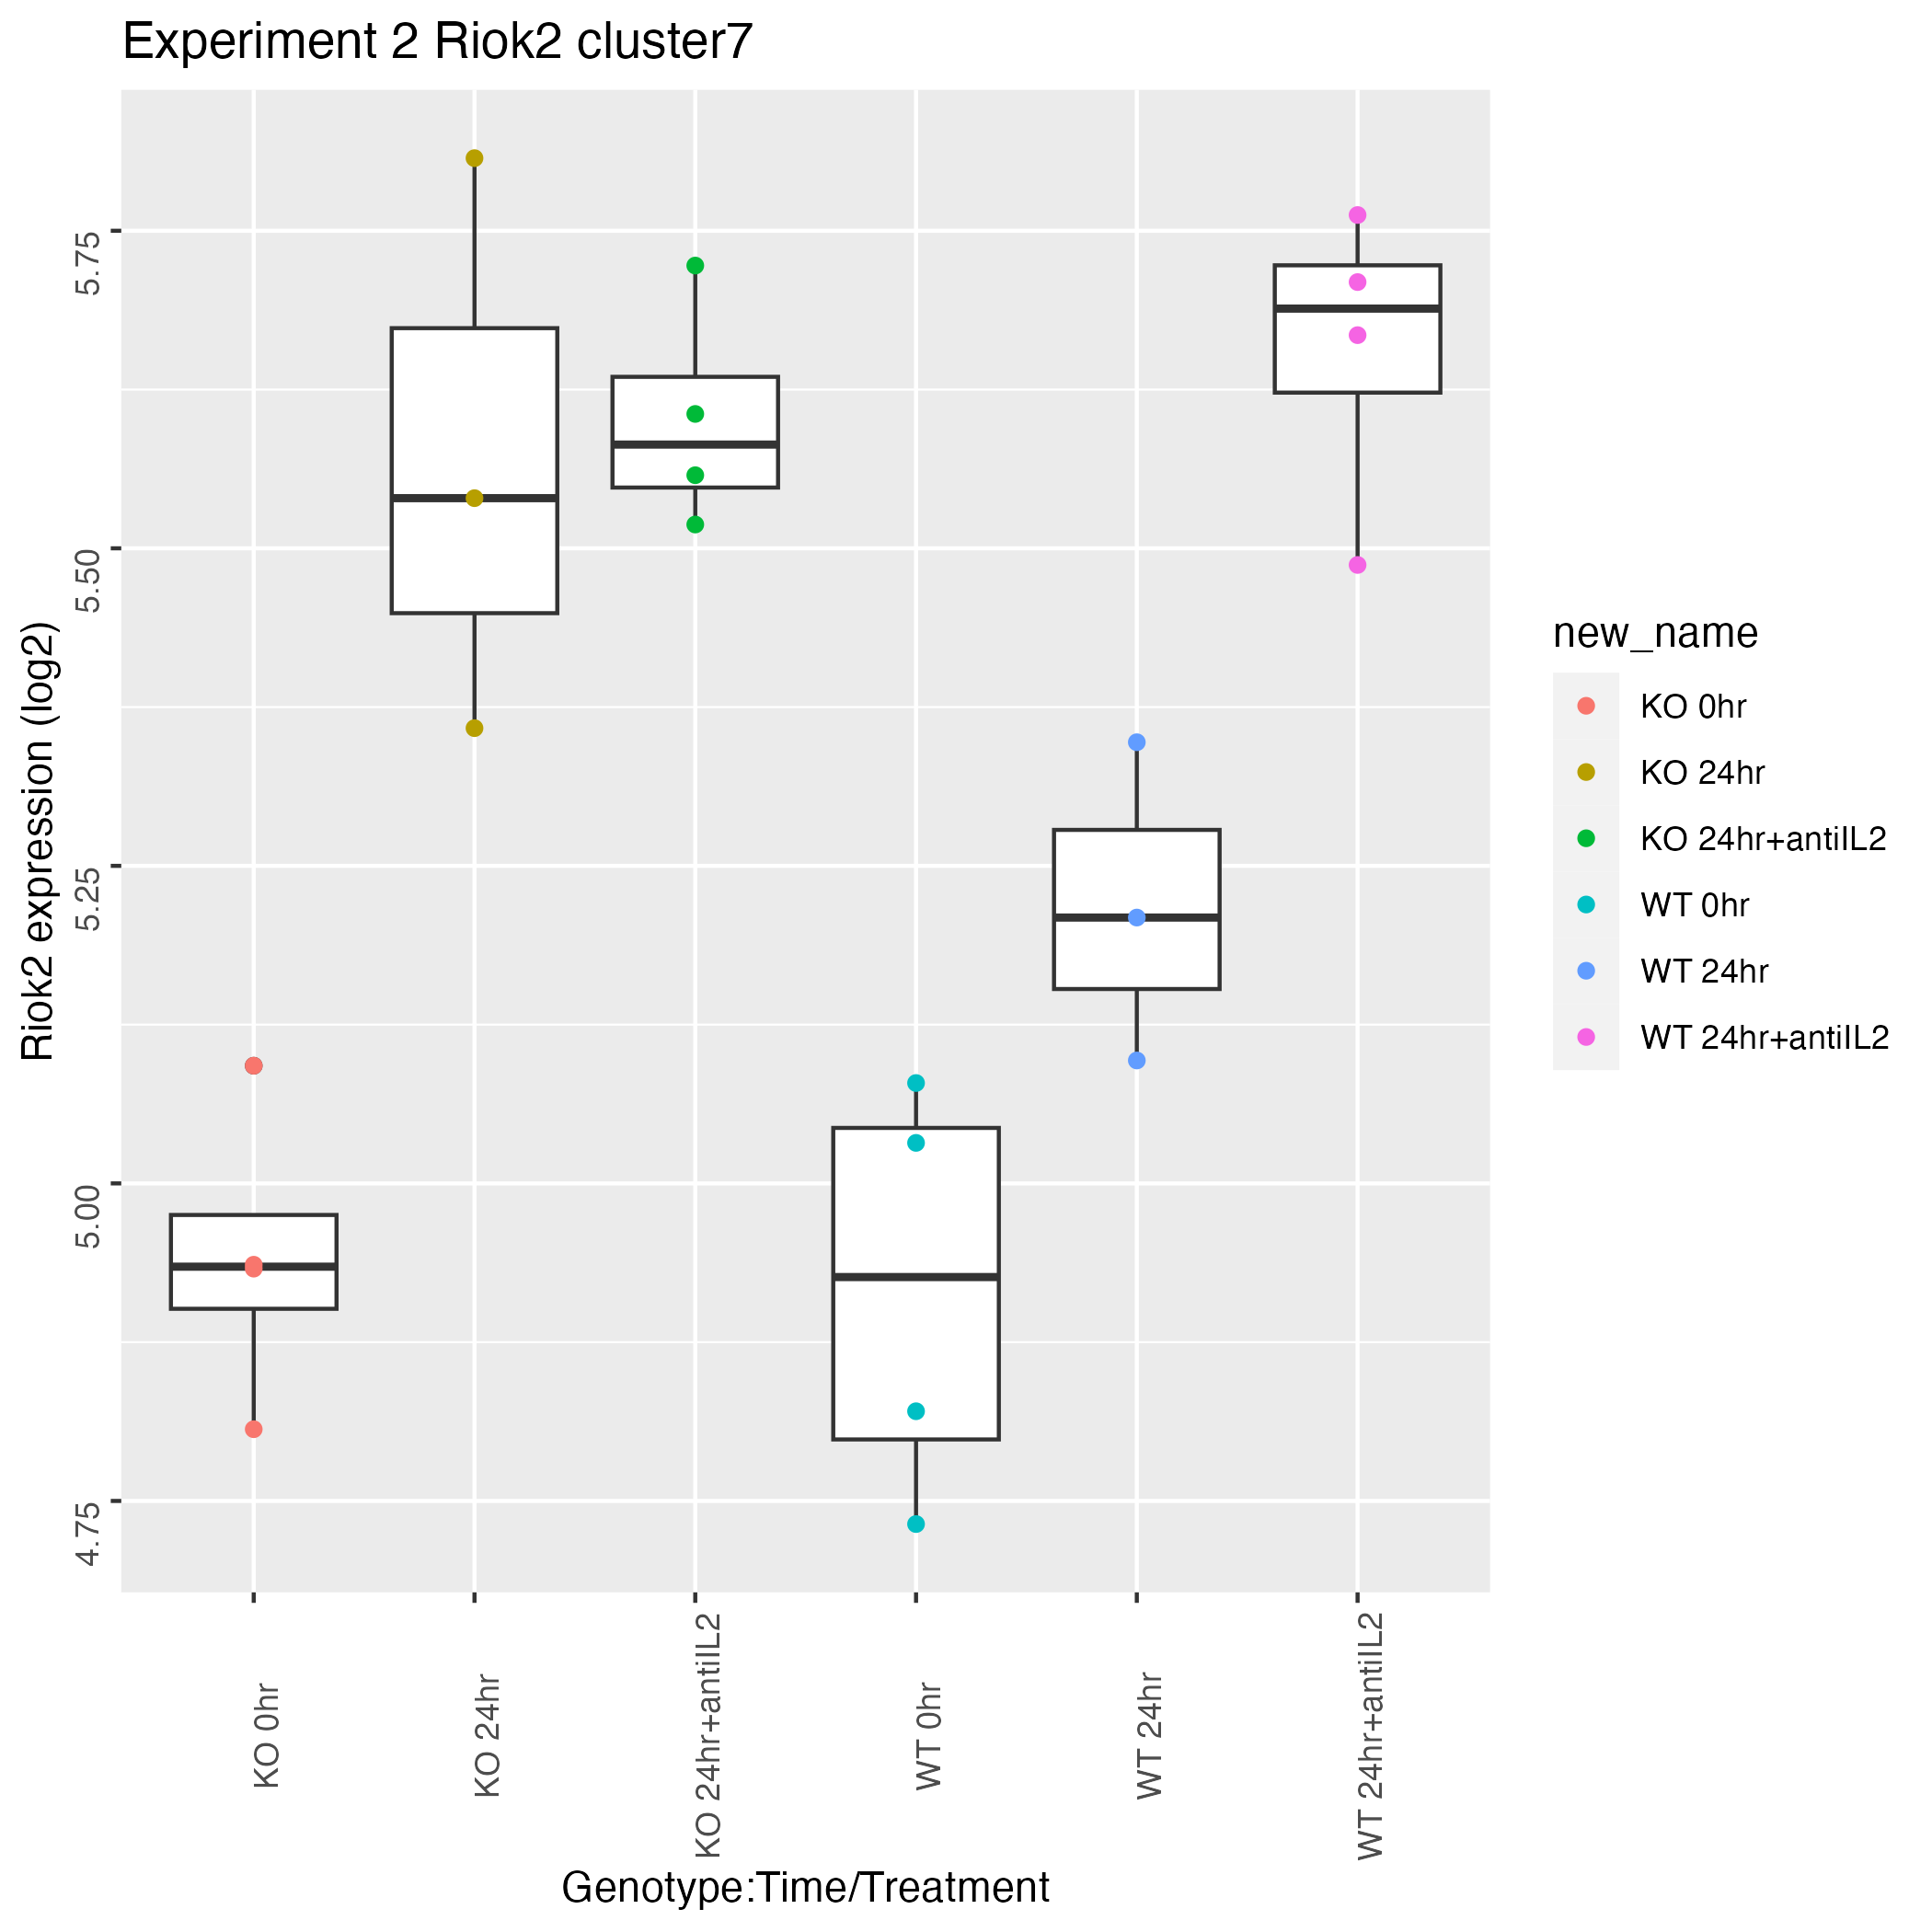 Experiment 2 Riok2 cluster7
Riok2 expression (log2)
5.75
5.50
5.25
5.00
4.75
KO 0hr
KO 24hr
KO 24hr+antiIL2
WT 0hr
WT 24hr
WT 24hr+antiIL2
Genotype:Time/Treatment
new_name
KO 0hr
KO 24hr
KO 24hr+antiIL2
WT 0hr
WT 24hr
WT 24hr+antiIL2